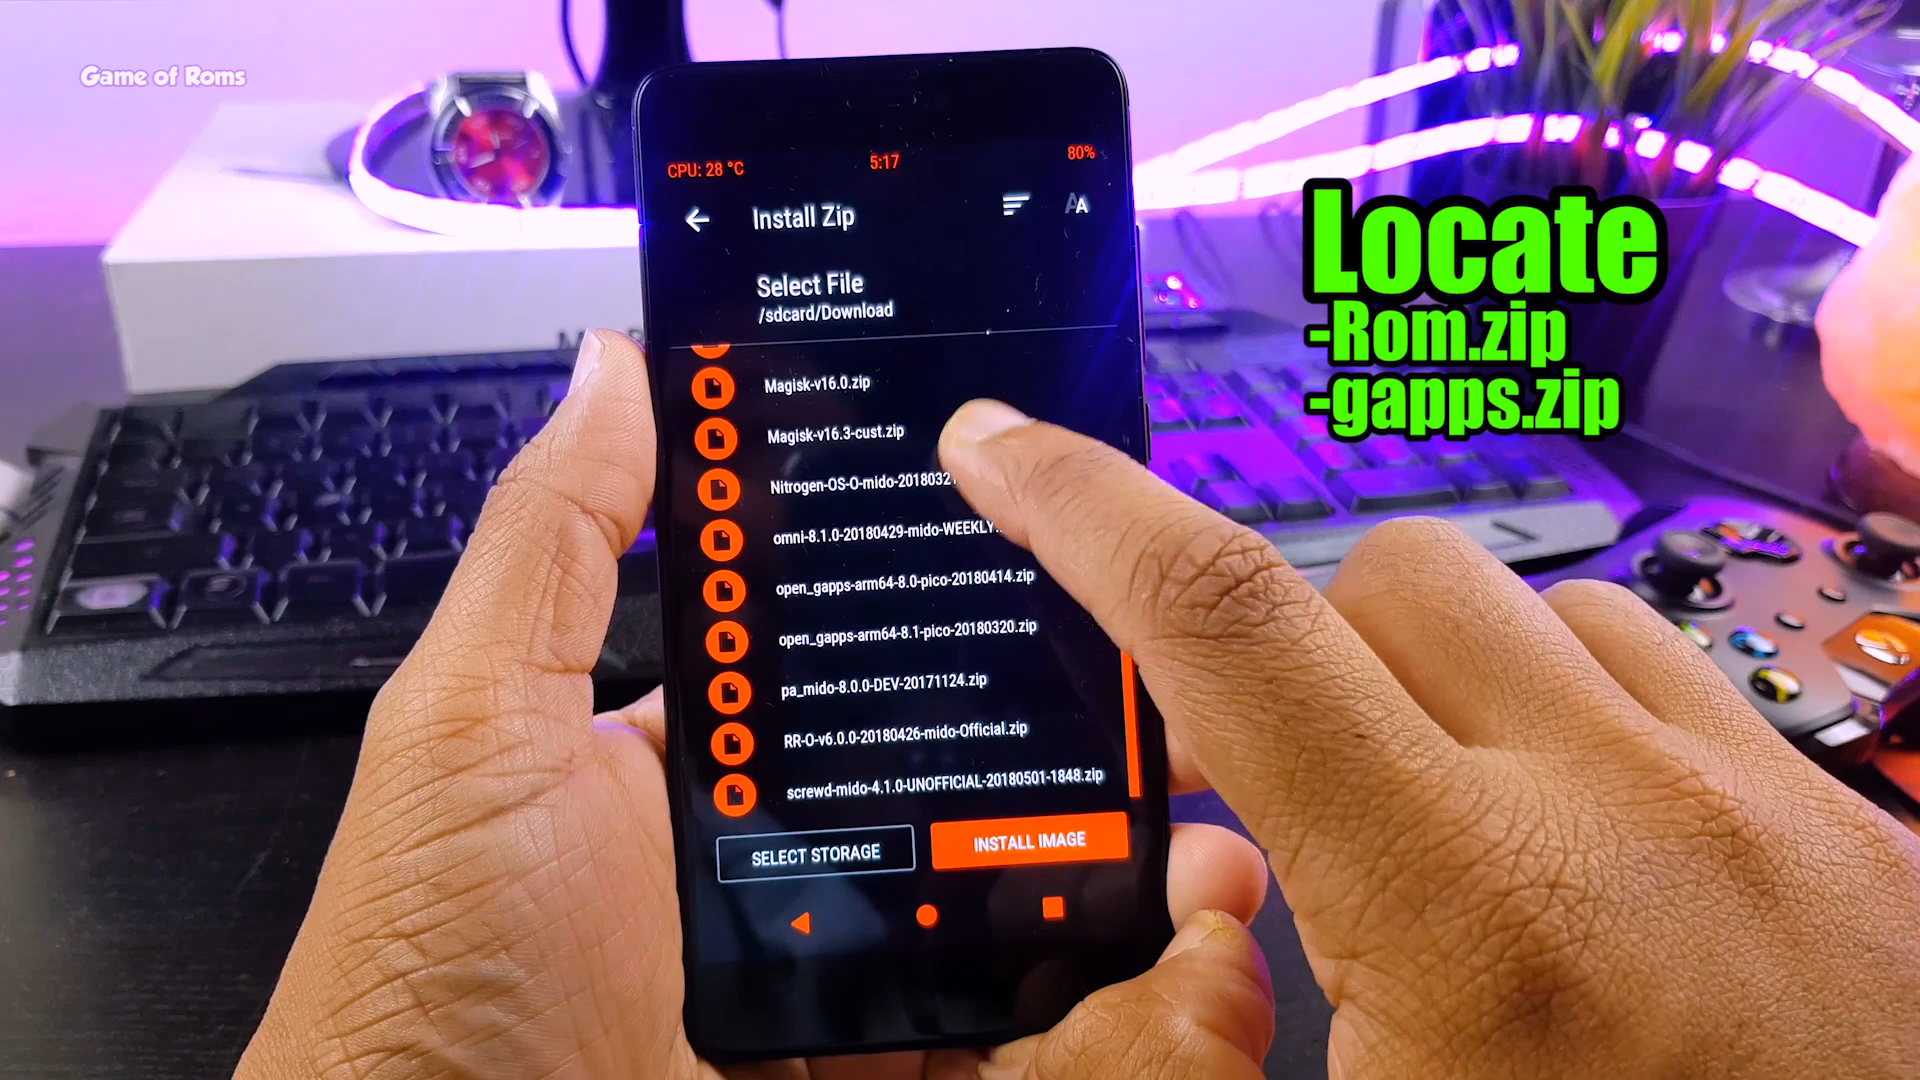 Game of Roms
CPU: 28 °C
5:17
80%
Install Zip
AA
Select File
/sdcard/Download
Magisk-v16.0.zip
Magisk-v16.3-cust.zip
Nitrogen-OS-O-mido-2018032
omni-8.1.0-20180429-mido-WEEKLY.
open_gapps-arm64-8.0-pico-20180414.zip
open_gapps-arm64-8.1-pico-20180320.zip
pa_mido-8.0.0-DEV-20171124.zip
RR-O-v6.0.0-20180426-mido-Official.zip
screwd-mido-4.1.0-UNOFFICIAL-20180501-1848.zip
SELECT STORAGE
INSTALL IMAGE
Locate
-Rom.zip
-gapps.zip